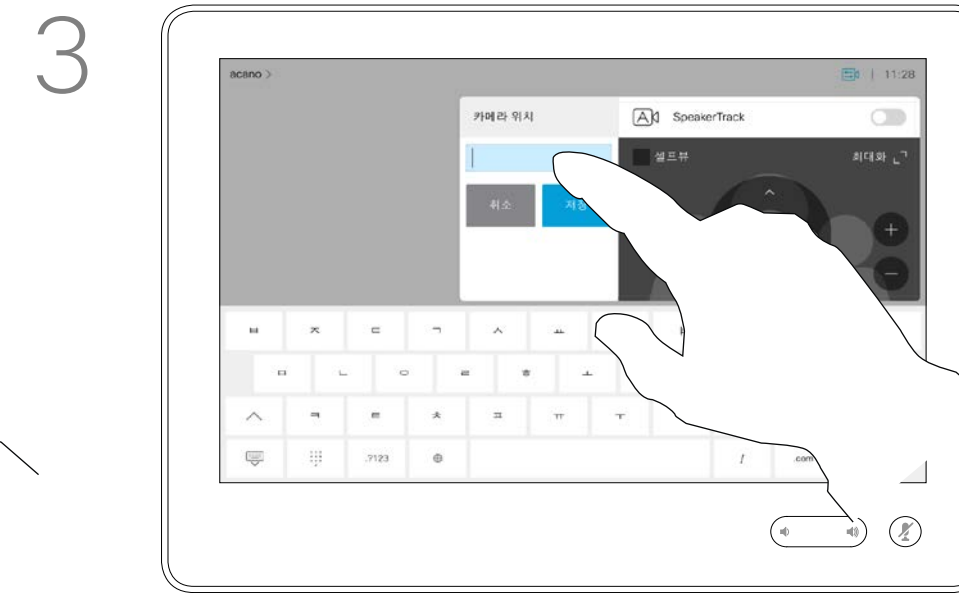 3
acano >
11:28
카메라 위치
SpeakerTrack
셀프뷰
최대화
취소
저장
ㅂ ㅈ ㄷ ㄱ ㅅ ㅛ
ㅁ ㄴ ㅇ ㄹ ㅎ ㅗ
ㅋ ㅌ ㅊ ㅍ ㅠ ㅜ
.?123
/ .com